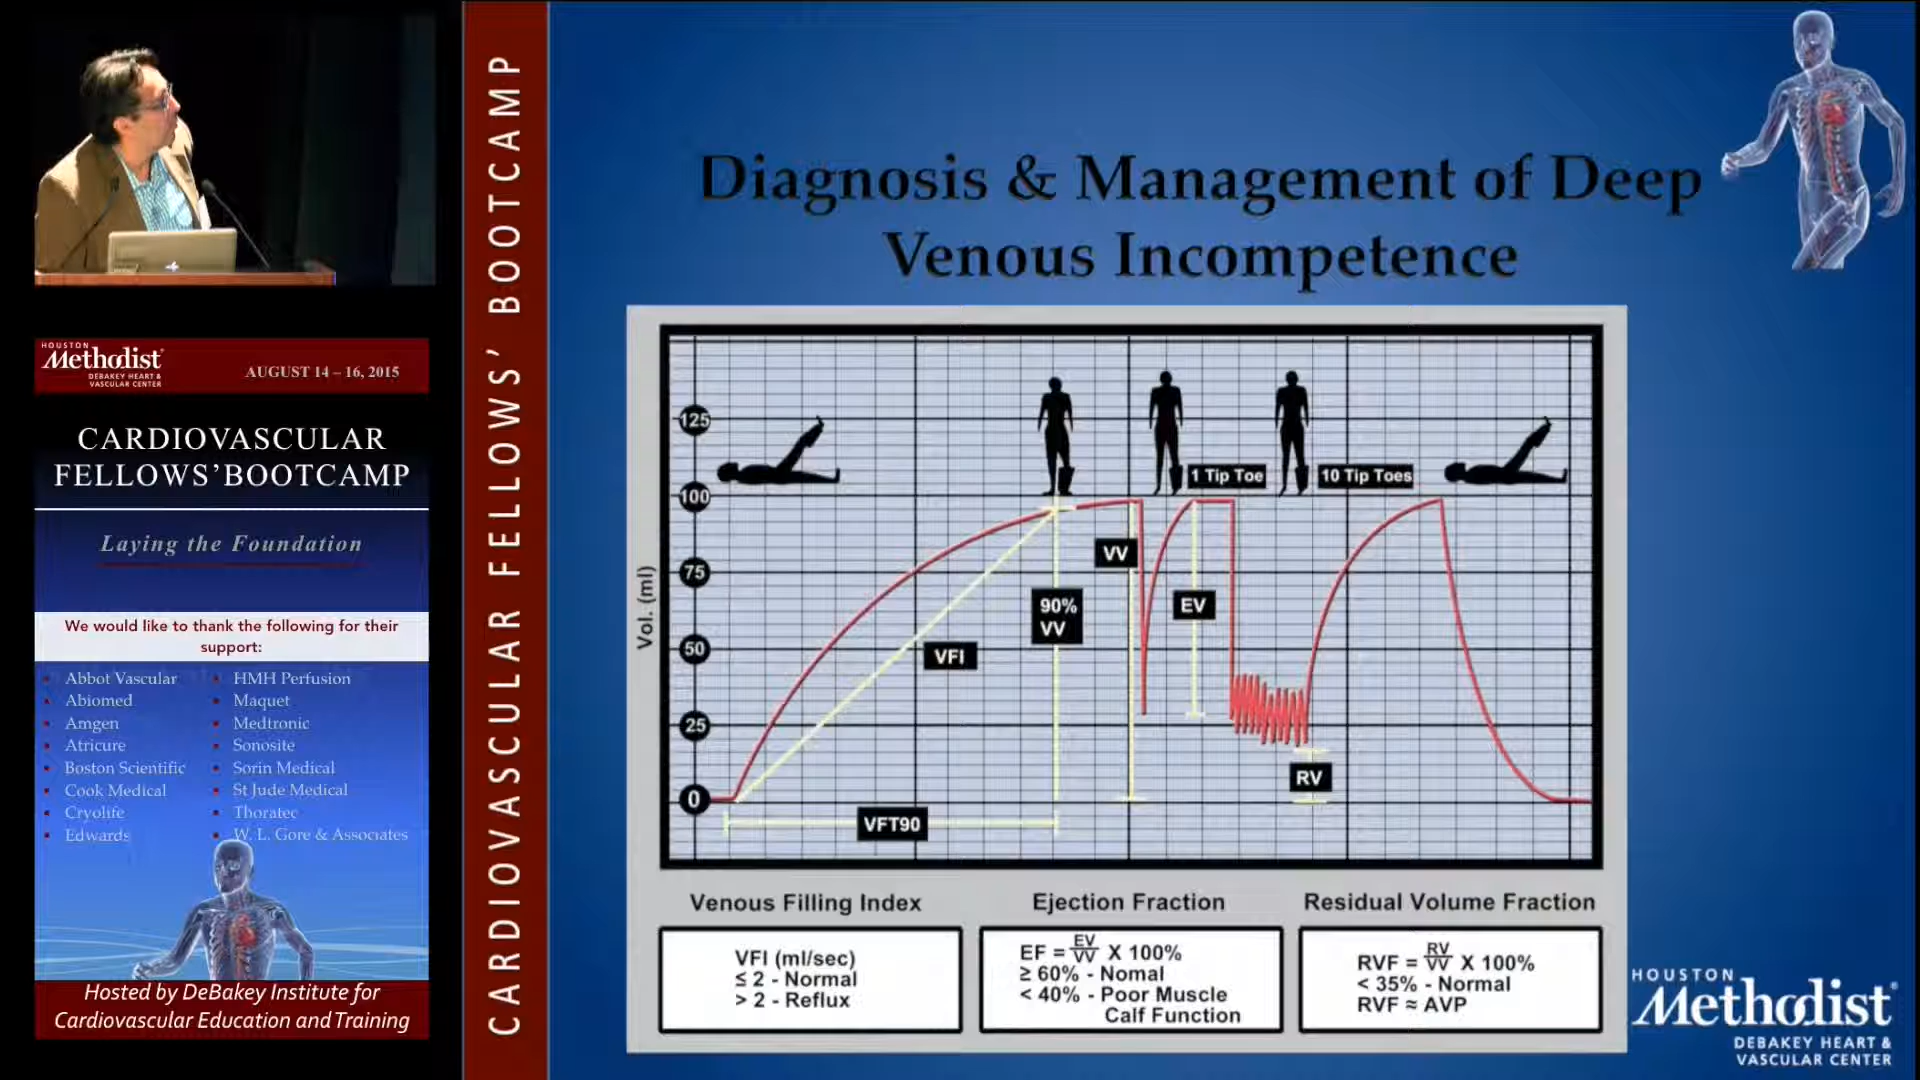 HOUSTON
Methodist
DEBAKEY HEART &
VASCULAR CENTER
AUGUST 14 – 16, 2015
CARDIOVASCULAR
FELLOWS' BOOTCAMP
Laying the Foundation
We would like to thank the following for their
support:
Abbot Vascular
Abiomed
Amgen
Atricure
Boston Scientific
Cook Medical
Cryolife
Edwards
HMH Perfusion
Maquet
Medtronic
Sonosite
Sorin Medical
St Jude Medical
Thoratec
W. L. Gore & Associates
Hosted by DeBakey Institute for
Cardiovascular Education and Training
CARDIOVASCULAR FELLOWS' BOOTCAMP
Diagnosis & Management of Deep
Venous Incompetence
Vol. (ml)
125
100
75
50
25
0
1 Tip Toe
10 Tip Toes
VV
90%
VV
EV
VFI
RV
VFT90
Venous Filling Index
VFI (ml/sec)
≤ 2 - Normal
> 2 - Reflux
Ejection Fraction
EF = EV/VV X 100%
≥ 60% - Nomal
< 40% - Poor Muscle
Calf Function
Residual Volume Fraction
RVF = RV/VV X 100%
< 35% - Normal
RVF ≈ AVP
HOUSTON
Methodist
DEBAKEY HEART &
VASCULAR CENTER